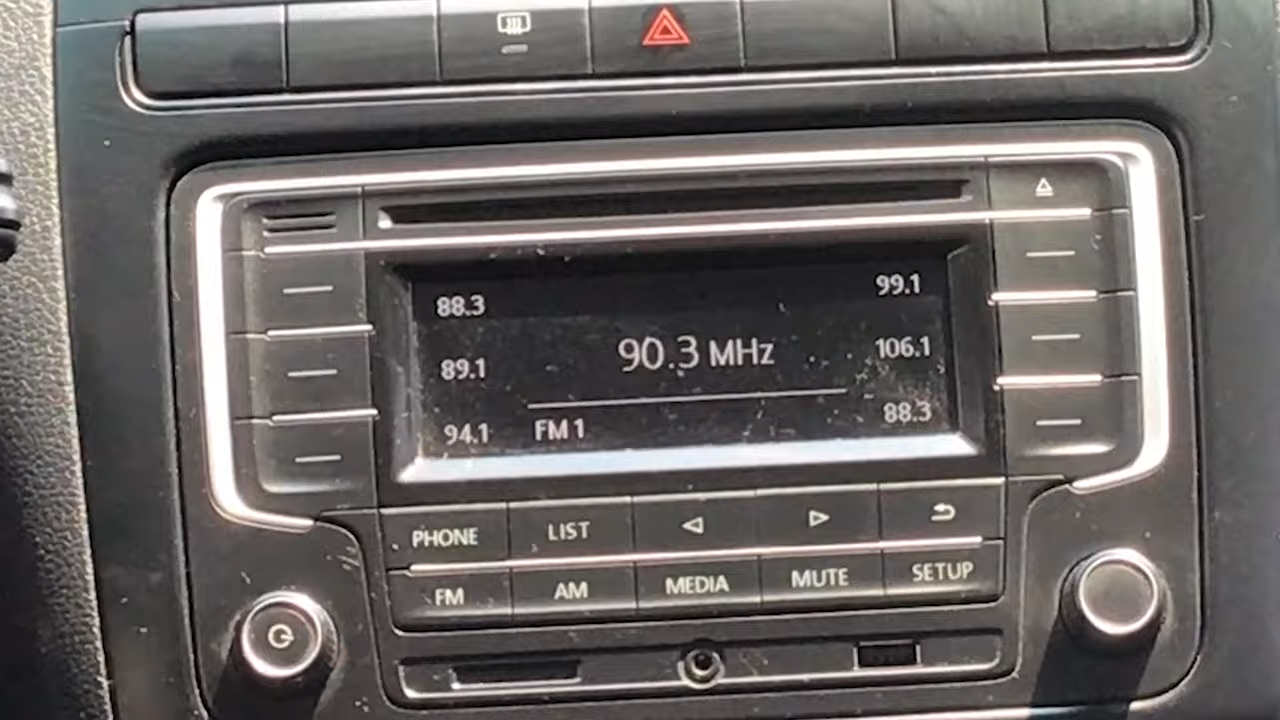 88.3
99.1
90.3 MHz
89.1
106.1
94.1
FM 1
88.3
PHONE
LIST
FM
AM
MEDIA
MUTE
SETUP